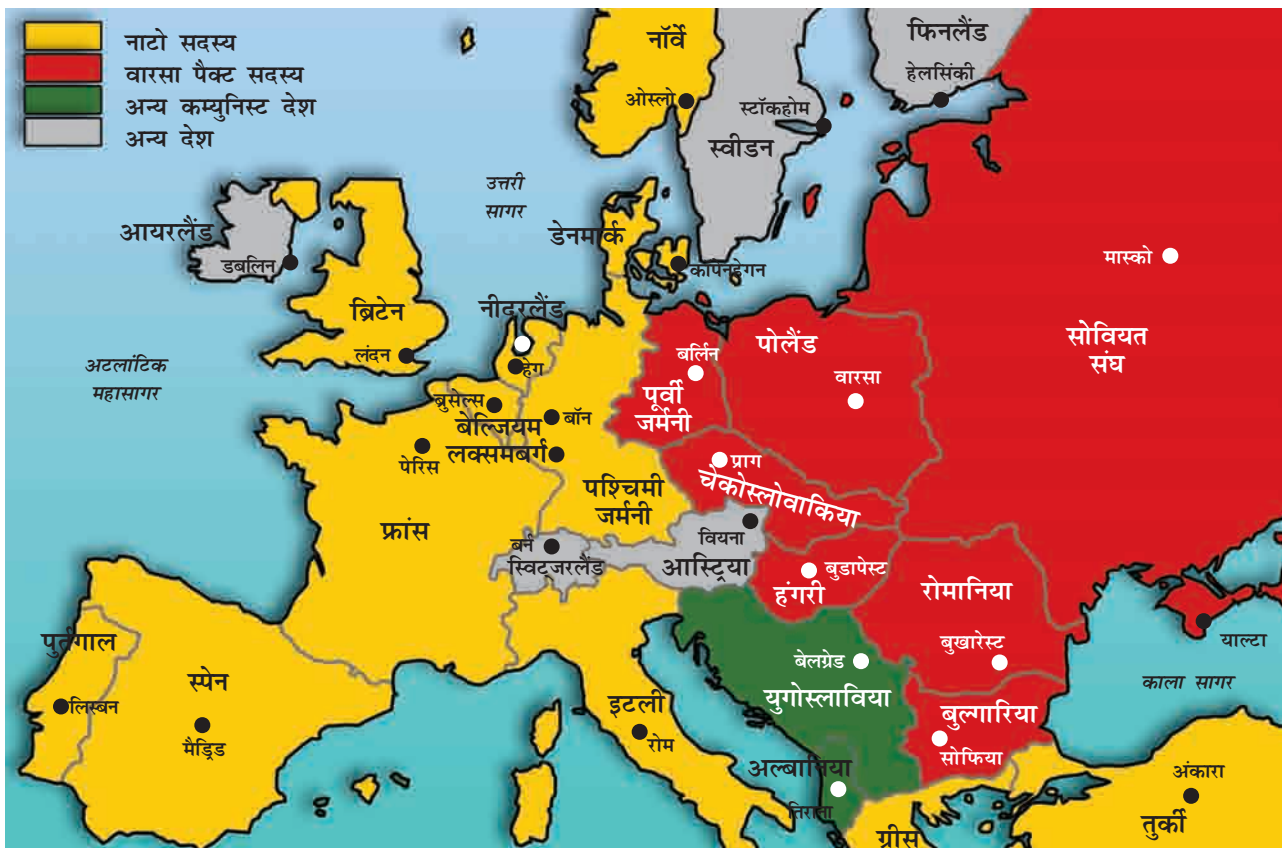 नाटो सदस्य
वारसा पैक्ट सदस्य
अन्य कम्युनिस्ट देश
अन्य देश
नॉर्वे
ओस्लो
स्टॉकहोम
स्वीडन
फिनलैंड
हेलसिंकी
उत्तरी
सागर
आयरलैंड
डबलिन
डेनमार्क
कोपेनहेगन
मास्को
ब्रिटेन
लंदन
नीदरलैंड
हेग
अटलांटिक
महासागर
बर्लिन
पूर्वी
जर्मनी
पोलैंड
वारसा
सोवियत
संघ
ब्रुसेल्स
बेल्जियम
लक्समबर्ग
बॉन
पेरिस
पश्चिमी
जर्मनी
प्राग
चेकोस्लोवाकिया
फ्रांस
वियना
बर्न
स्विट्जरलैंड
आस्ट्रिया
हंगरी
बुडापेस्ट
रोमानिया
बुखारेस्ट
याल्टा
काला सागर
पुर्तगाल
लिस्बन
स्पेन
मैड्रिड
इटली
रोम
बेलग्रेड
युगोस्लाविया
बुल्गारिया
सोफिया
अल्बानिया
तिराना
ग्रीस
अंकारा
तुर्की